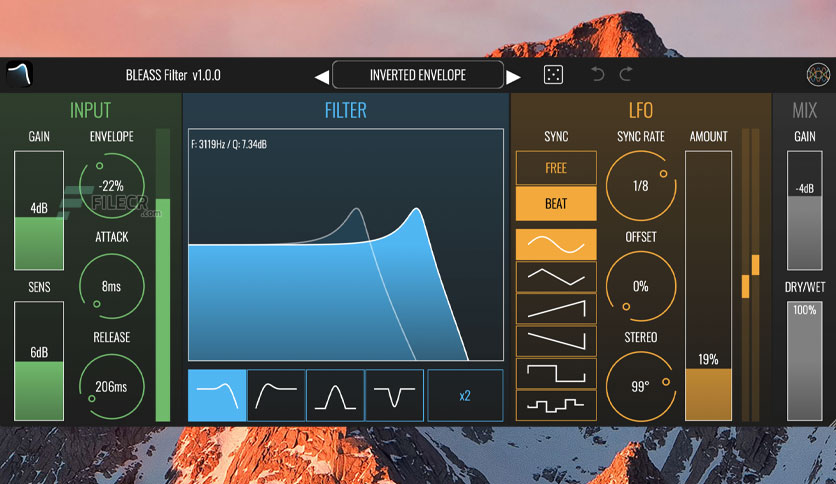 BLEASS Filter v1.0.0
INVERTED ENVELOPE
INPUT
GAIN
ENVELOPE
4dB
-22%
FILECR
.com
ATTACK
8ms
SENS
6dB
RELEASE
206ms
FILTER
F: 3119Hz / Q: 7.34dB
x2
LFO
SYNC
FREE
BEAT
SYNC RATE
1/8
OFFSET
0%
STEREO
99°
AMOUNT
19%
MIX
GAIN
-4dB
DRY/WET
100%